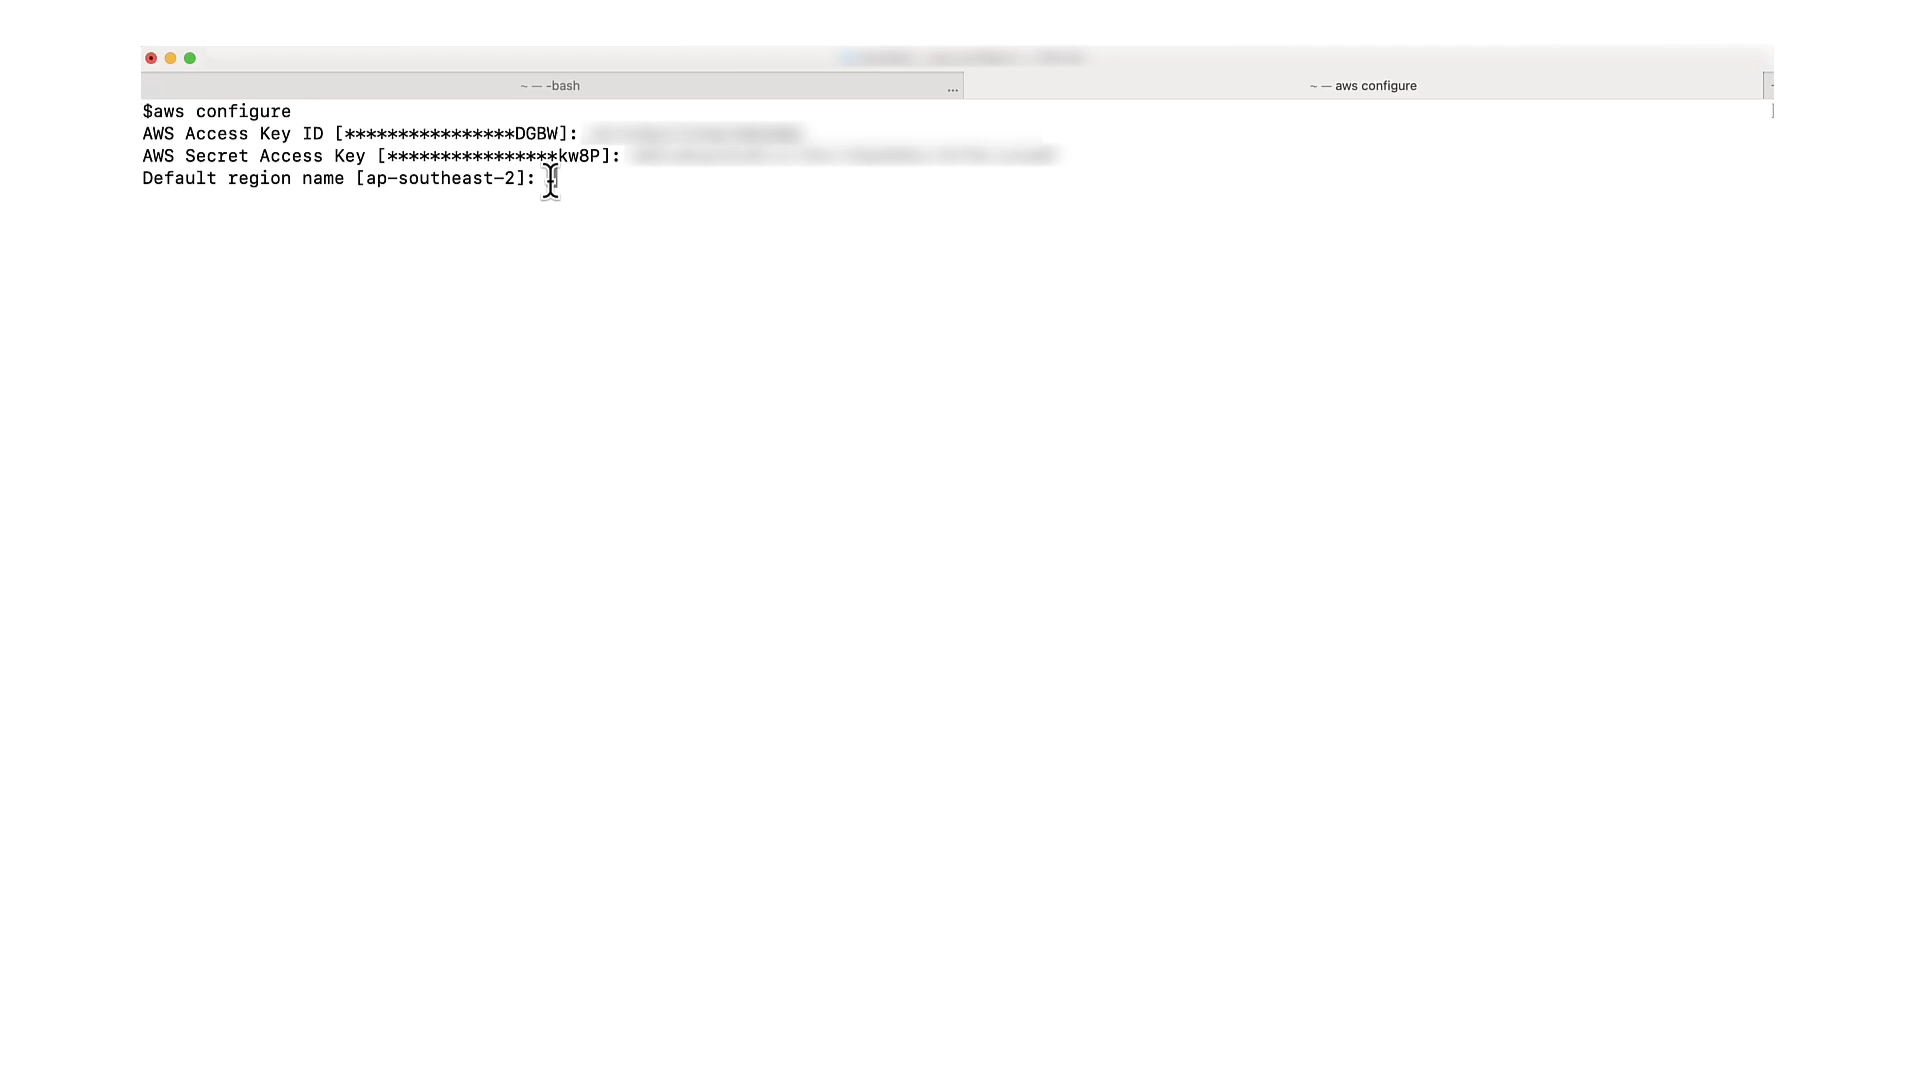 ~ — -bash
...
~ — aws configure
$aws configure
AWS Access Key ID [****************DGBW]:
AWS Secret Access Key [****************kw8P]:
Default region name [ap-southeast-2]: